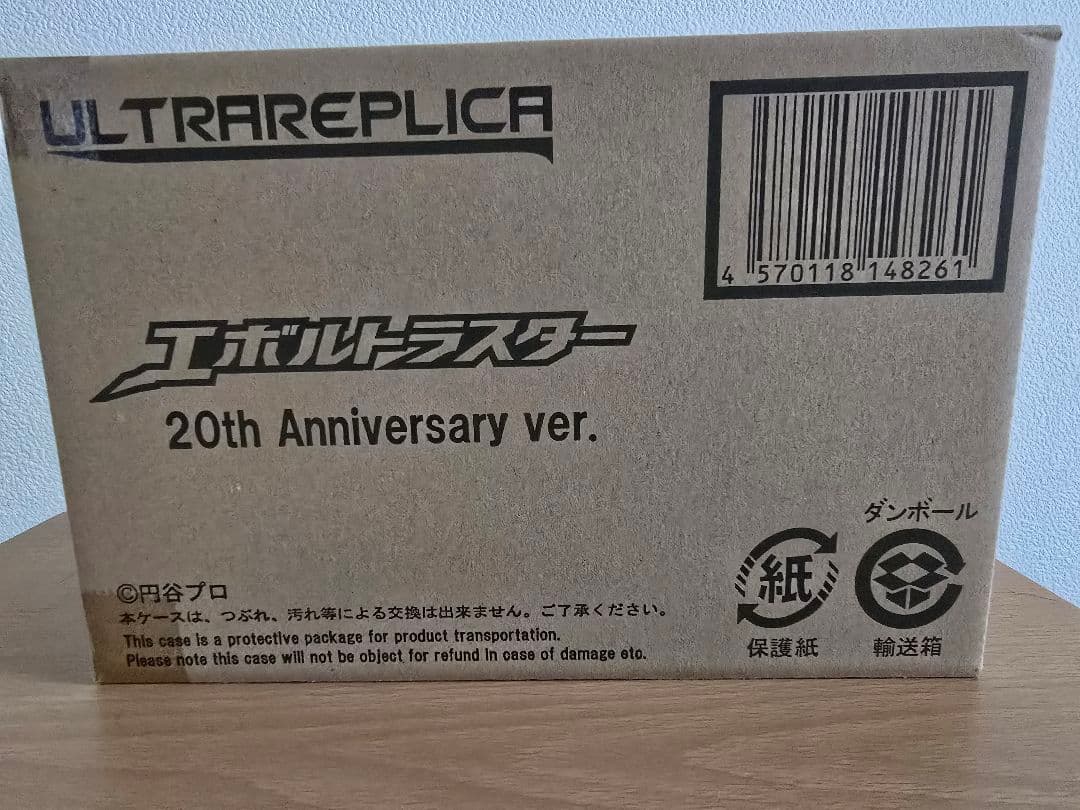 ULTRAREPLICA
4 570118 148261
エボルトラスター
20th Anniversary ver.
ダンボール
紙
保護紙
輸送箱
©円谷プロ
本ケースは、つぶれ、汚れ等による交換は出来ません。ご了承ください。
This case is a protective package for product transportation.
Please note this case will not be object for refund in case of damage etc.